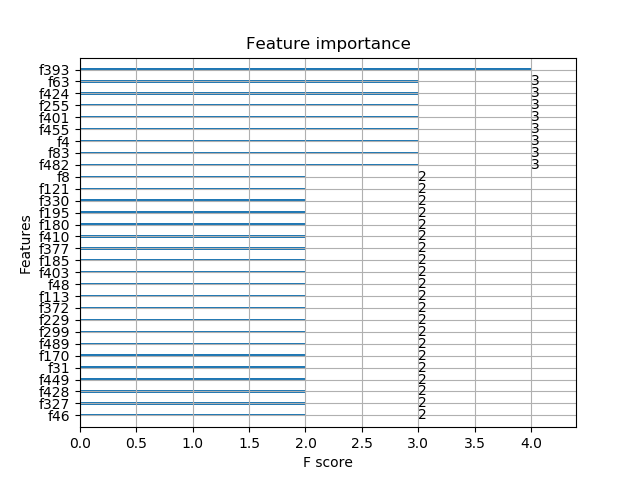 Feature importance
f393
f63 3
f424 3
f255 3
f401 3
f455 3
f4 3
f83 3
f482 3
f8 2
f121 2
f330 2
f195 2
f180 2
f410 2
f377 2
f185 2
f403 2
f48 2
f113 2
f372 2
f229 2
f299 2
f489 2
f170 2
f31 2
f449 2
f428 2
f327 2
f46 2
Features
0.0 0.5 1.0 1.5 2.0 2.5 3.0 3.5 4.0
F score